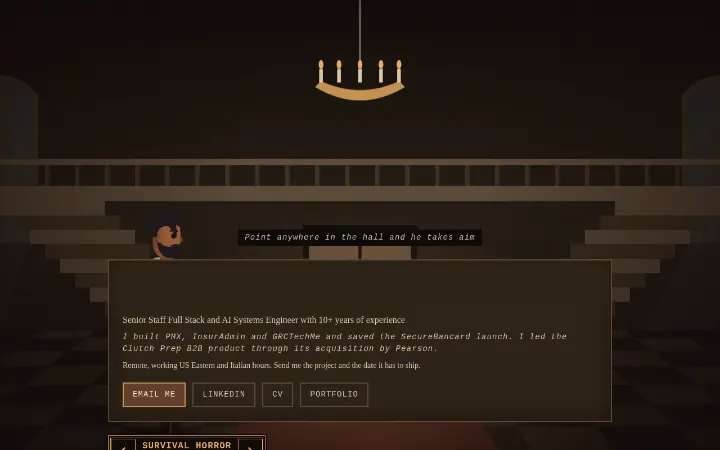 Point anywhere in the hall and he takes aim
Senior Staff Full Stack and AI Systems Engineer with 10+ years of experience
I built PMX, InsurAdmin and GRCTechMe and saved the SecureBancard launch. I led the
Clutch Prep B2B product through its acquisition by Pearson.
Remote, working US Eastern and Italian hours. Send me the project and the date it has to ship.
EMAIL ME
LINKEDIN
CV
PORTFOLIO
SURVIVAL HORROR